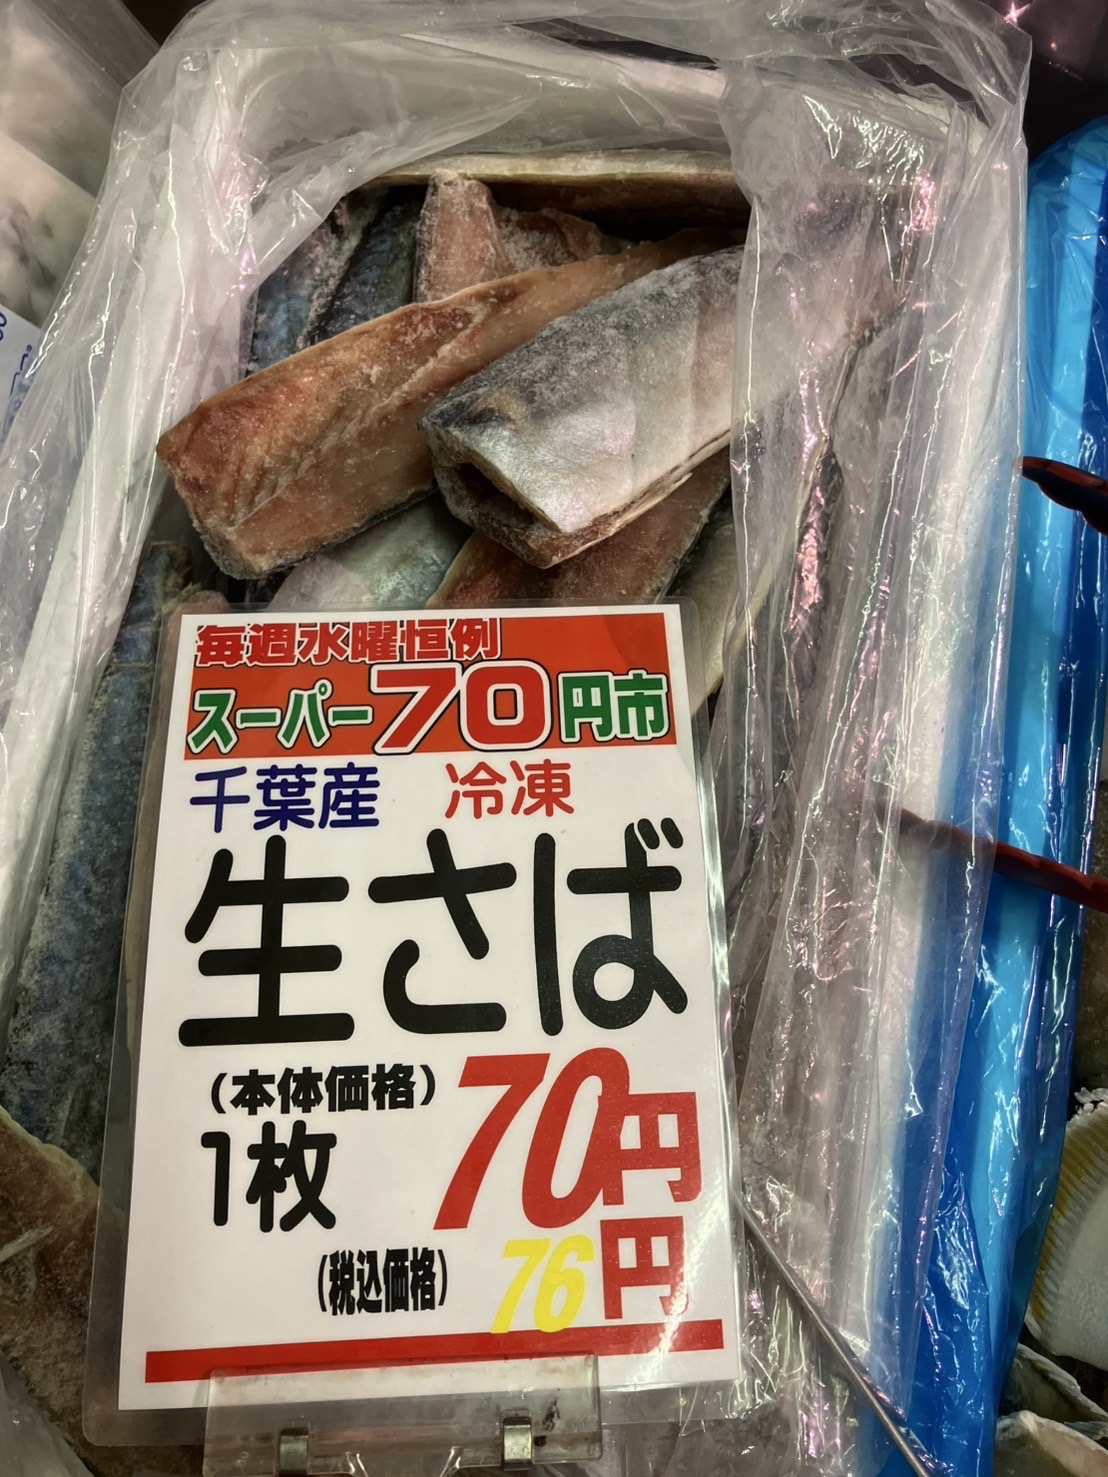 毎週水曜恒例
スーパー70円市
千葉産 冷凍
生さば
(本体価格)
1枚 70円
(税込価格) 76円